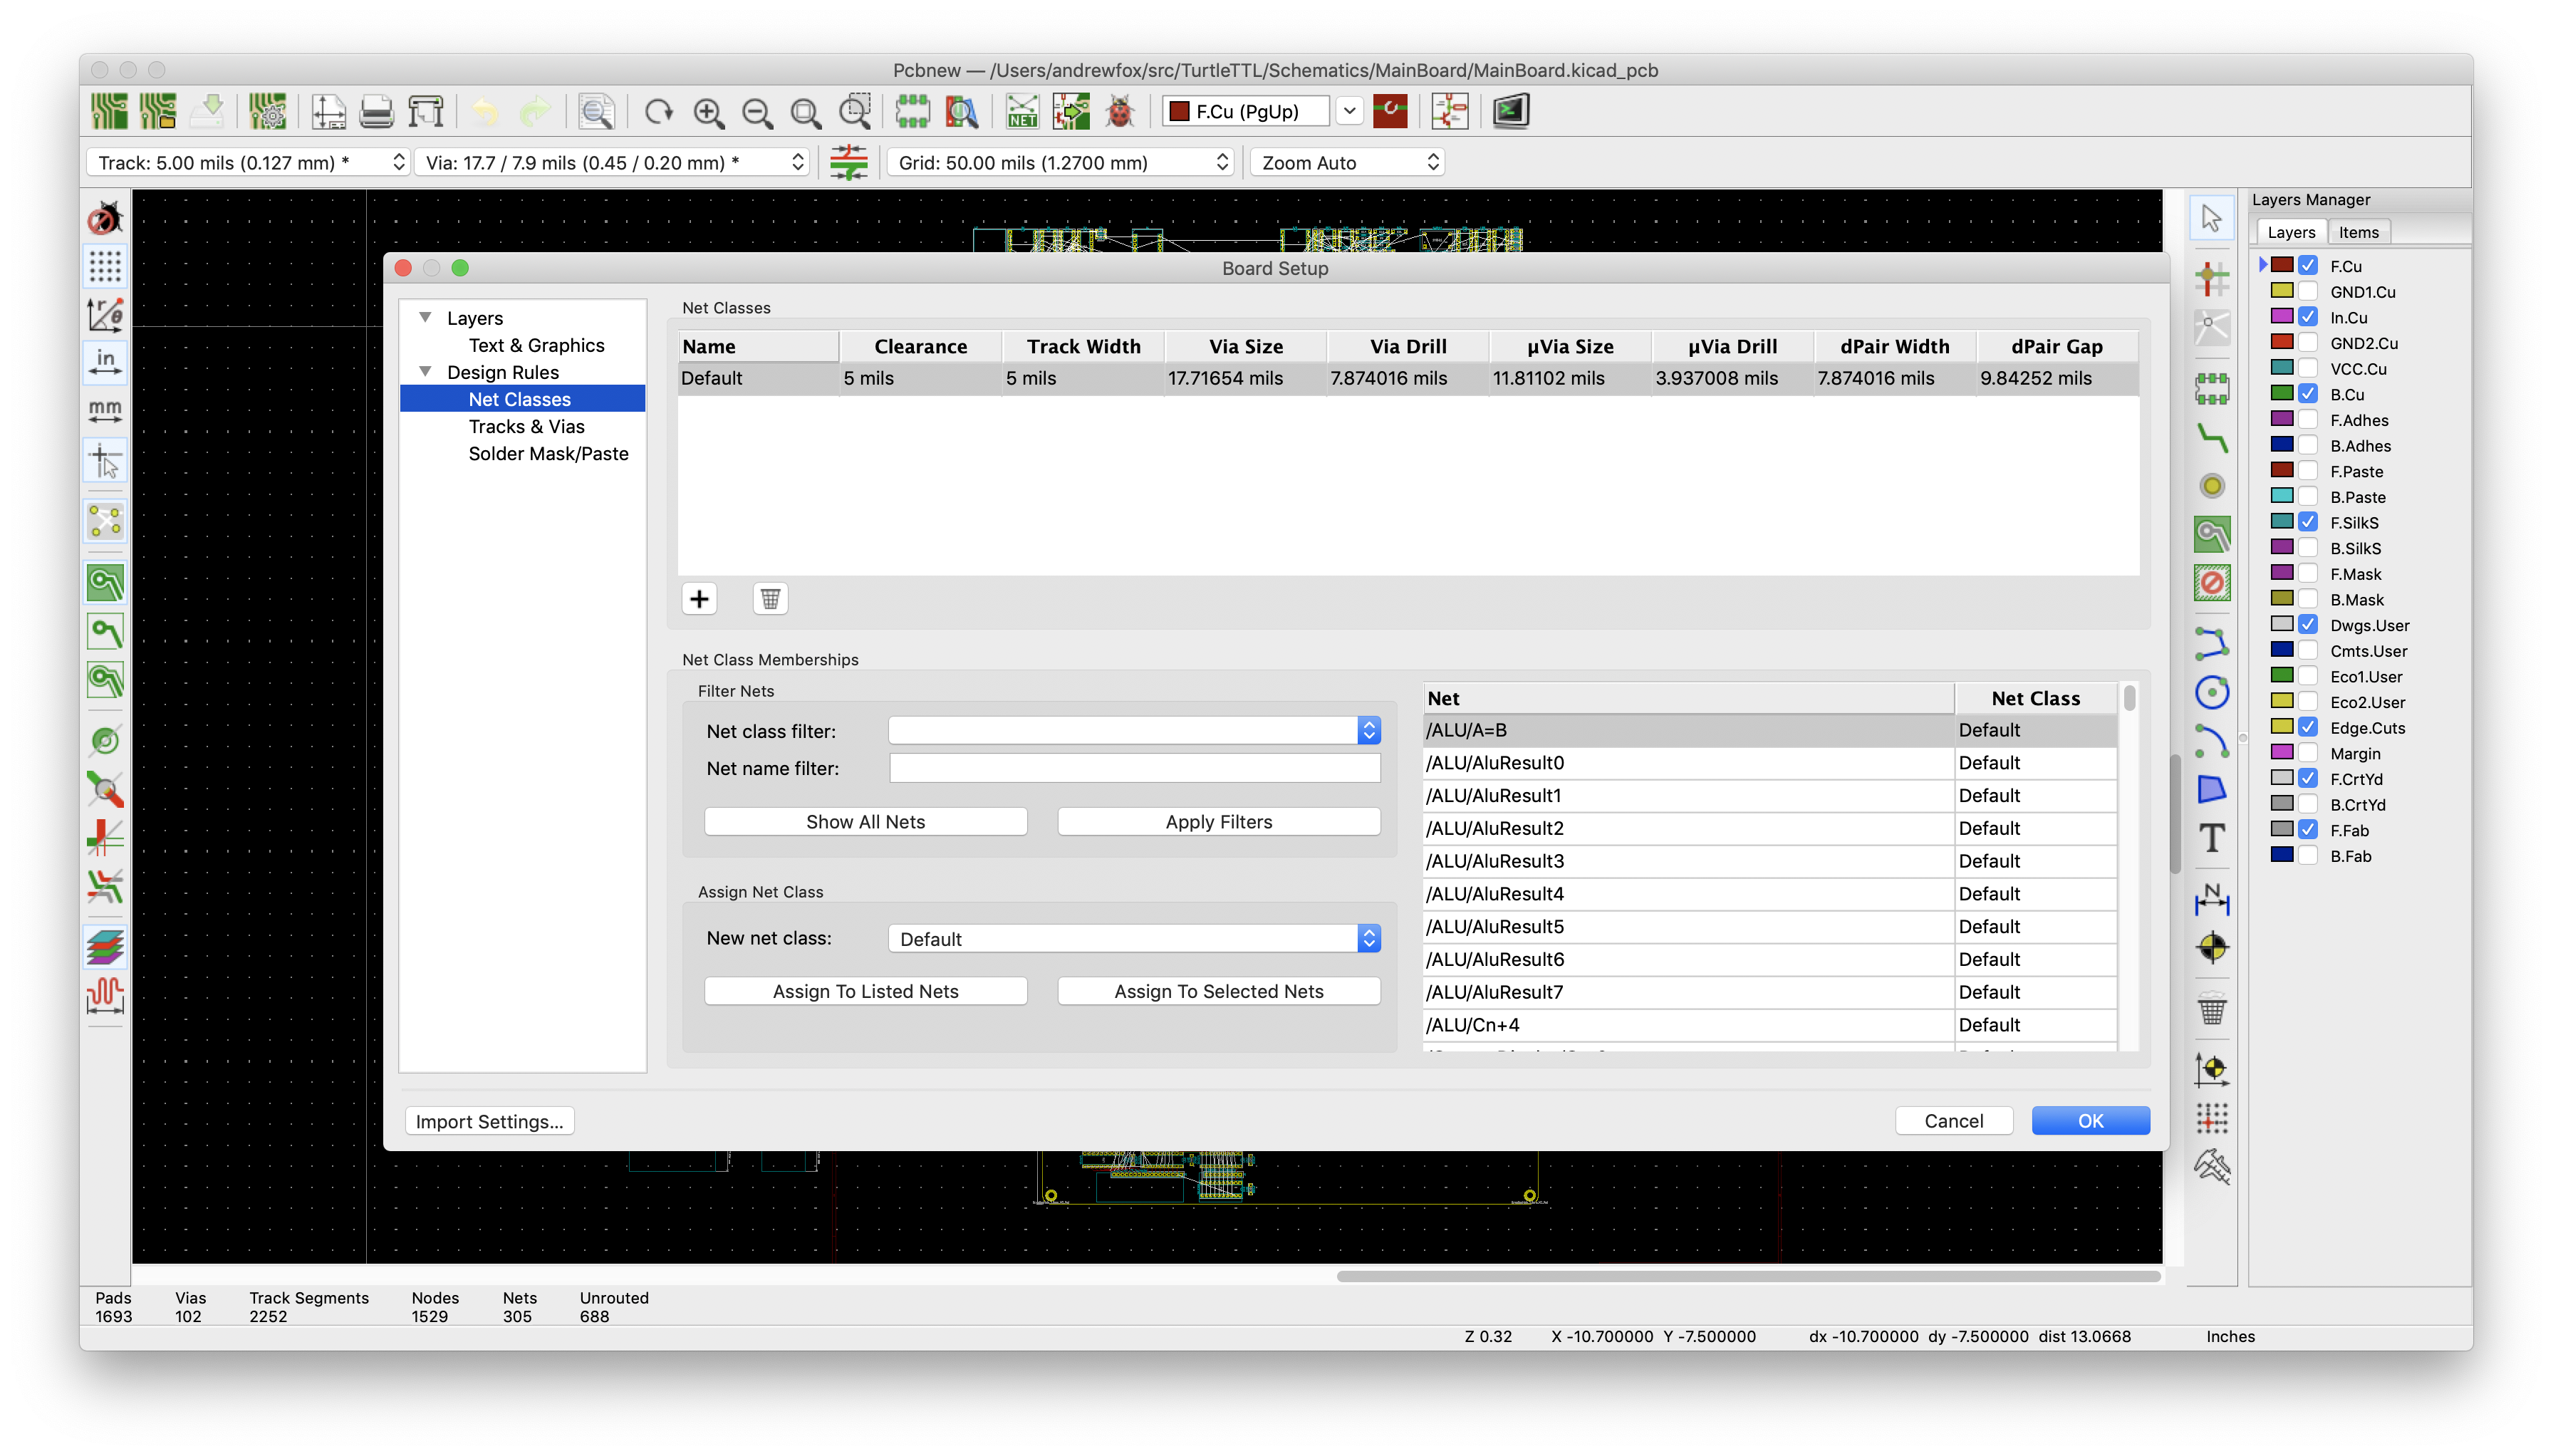 Pcbnew — /Users/andrewfox/src/TurtleTTL/Schematics/MainBoard/MainBoard.kicad_pcb
NET
F.Cu (PgUp)
Track: 5.00 mils (0.127 mm) *
Via: 17.7 / 7.9 mils (0.45 / 0.20 mm) *
Grid: 50.00 mils (1.2700 mm)
Zoom Auto
in
mm
Board Setup
Layers
Text & Graphics
Design Rules
Net Classes
Tracks & Vias
Solder Mask/Paste
Net Classes
Name Clearance Track Width Via Size Via Drill µVia Size µVia Drill dPair Width dPair Gap
Default 5 mils 5 mils 17.71654 mils 7.874016 mils 11.81102 mils 3.937008 mils 7.874016 mils 9.84252 mils
Net Class Memberships
Filter Nets
Net class filter:
Net name filter:
Show All Nets
Apply Filters
Assign Net Class
New net class: Default
Assign To Listed Nets
Assign To Selected Nets
Net Net Class
/ALU/A=B Default
/ALU/AluResult0 Default
/ALU/AluResult1 Default
/ALU/AluResult2 Default
/ALU/AluResult3 Default
/ALU/AluResult4 Default
/ALU/AluResult5 Default
/ALU/AluResult6 Default
/ALU/AluResult7 Default
/ALU/Cn+4 Default
Import Settings...
Cancel
OK
T
N
Layers Manager
Layers
Items
F.Cu
GND1.Cu
In.Cu
GND2.Cu
VCC.Cu
B.Cu
F.Adhes
B.Adhes
F.Paste
B.Paste
F.SilkS
B.SilkS
F.Mask
B.Mask
Dwgs.User
Cmts.User
Eco1.User
Eco2.User
Edge.Cuts
Margin
F.CrtYd
B.CrtYd
F.Fab
B.Fab
Pads Vias Track Segments Nodes Nets Unrouted
1693 102 2252 1529 305 688
Z 0.32 X -10.700000 Y -7.500000 dx -10.700000 dy -7.500000 dist 13.0668 Inches